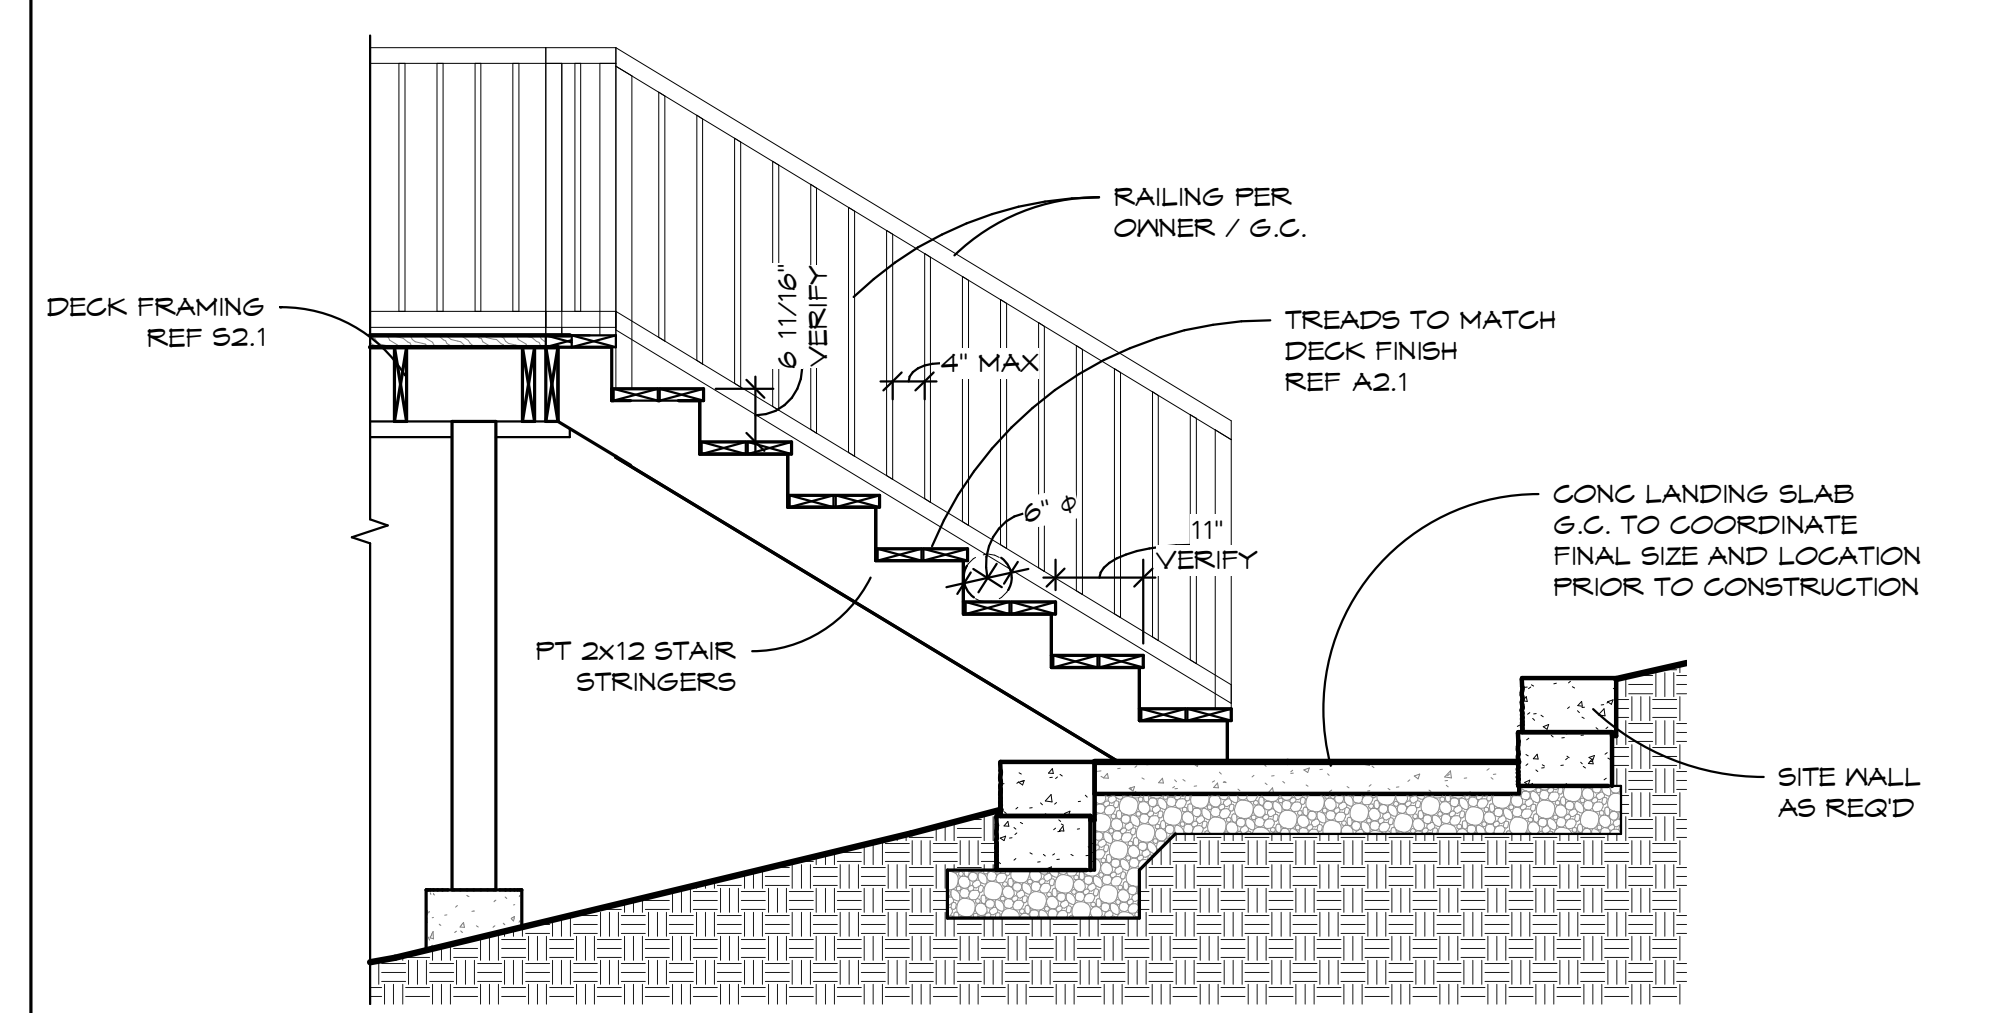 RAILING PER
OWNER / G.C.
DECK FRAMING
REF S2.1
6 11/16"
VERIFY
4" MAX
TREADS TO MATCH
DECK FINISH
REF A2.1
6" Ø
11"
VERIFY
CONC LANDING SLAB
G.C. TO COORDINATE
FINAL SIZE AND LOCATION
PRIOR TO CONSTRUCTION
PT 2x12 STAIR
STRINGERS
SITE WALL
AS REQ'D